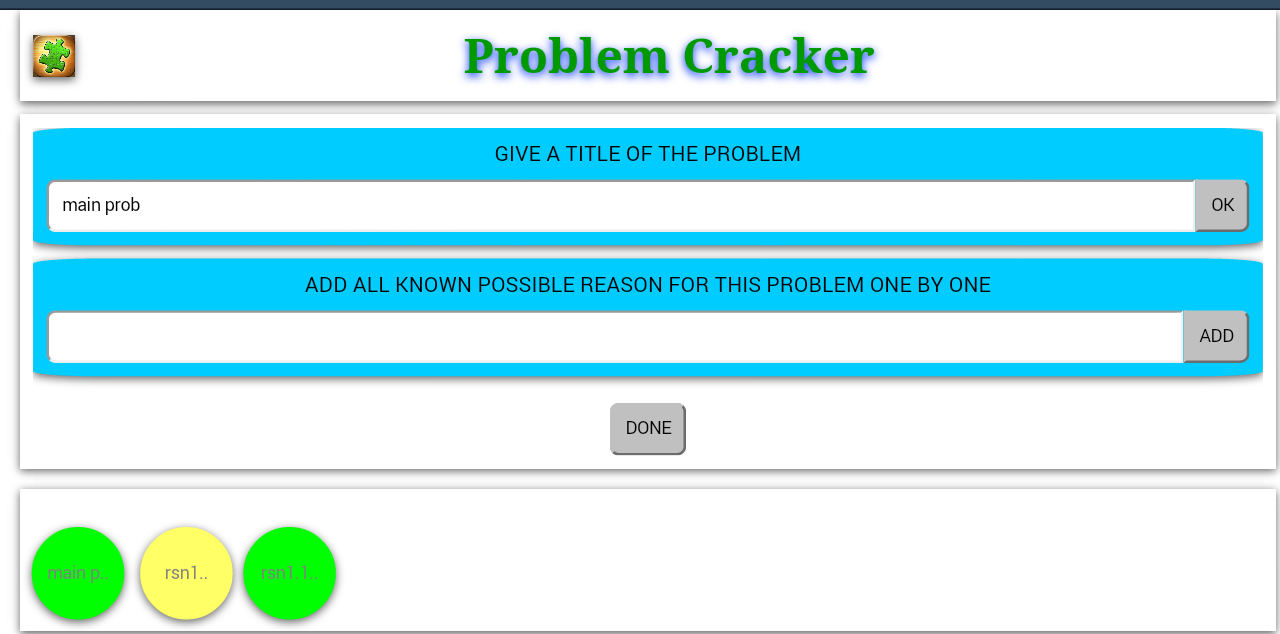 Problem Cracker
GIVE A TITLE OF THE PROBLEM
main prob
OK
ADD ALL KNOWN POSSIBLE REASON FOR THIS PROBLEM ONE BY ONE
ADD
DONE
main p..
rsn1..
rsn1.1..